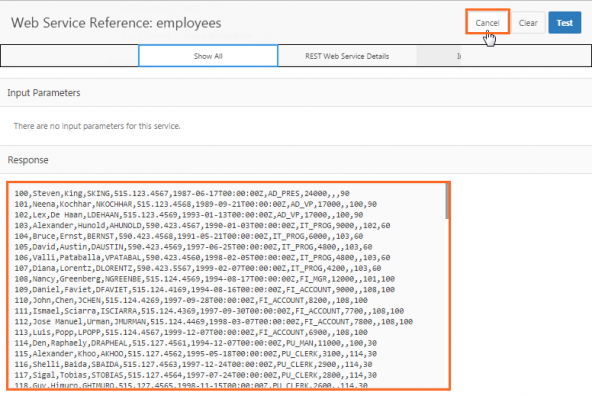 Web Service Reference: employees
Cancel
Clear
Test
Show All
REST Web Service Details
Input Parameters
There are no input parameters for this service.
Response
100,Steven,King,SKING,515.123.4567,1987-06-17T00:00:00Z,AD_PRES,24000,,,90
101,Neena,Kochhar,NKOCHHAR,515.123.4568,1989-09-21T00:00:00Z,AD_VP,17000,,100,90
102,Lex,De Haan,LDEHAAN,515.123.4569,1993-01-13T00:00:00Z,AD_VP,17000,,100,90
103,Alexander,Hunold,AHUNOLD,590.423.4567,1990-01-03T00:00:00Z,IT_PROG,9000,,102,60
104,Bruce,Ernst,BERNST,590.423.4568,1991-05-21T00:00:00Z,IT_PROG,6000,,103,60
105,David,Austin,DAUSTIN,590.423.4569,1997-06-25T00:00:00Z,IT_PROG,4800,,103,60
106,Valli,Pataballa,VPATABAL,590.423.4560,1998-02-05T00:00:00Z,IT_PROG,4800,,103,60
107,Diana,Lorentz,DLORENTZ,590.423.5567,1999-02-07T00:00:00Z,IT_PROG,4200,,103,60
108,Nancy,Greenberg,NGREENBE,515.124.4569,1994-08-17T00:00:00Z,FI_MGR,12000,,101,100
109,Daniel,Faviet,DFAVIET,515.124.4169,1994-08-16T00:00:00Z,FI_ACCOUNT,9000,,108,100
110,John,Chen,JCHEN,515.124.4269,1997-09-28T00:00:00Z,FI_ACCOUNT,8200,,108,100
111,Ismael,Sciarra,ISCIARRA,515.124.4369,1997-09-30T00:00:00Z,FI_ACCOUNT,7700,,108,100
112,Jose Manuel,Urman,JMURMAN,515.124.4469,1998-03-07T00:00:00Z,FI_ACCOUNT,7800,,108,100
113,Luis,Popp,LPOPP,515.124.4567,1999-12-07T00:00:00Z,FI_ACCOUNT,6900,,108,100
114,Den,Raphaely,DRAPHEAL,515.127.4561,1994-12-07T00:00:00Z,PU_MAN,11000,,100,30
115,Alexander,Khoo,AKHOO,515.127.4562,1995-05-18T00:00:00Z,PU_CLERK,3100,,114,30
116,Shelli,Baida,SBAIDA,515.127.4563,1997-12-24T00:00:00Z,PU_CLERK,2900,,114,30
117,Sigal,Tobias,STOBIAS,515.127.4564,1997-07-24T00:00:00Z,PU_CLERK,2800,,114,30
118,Guy,Himuro,GHIMURO,515.127.4565,1998-11-15T00:00:00Z,PU_CLERK,2600,,114,30